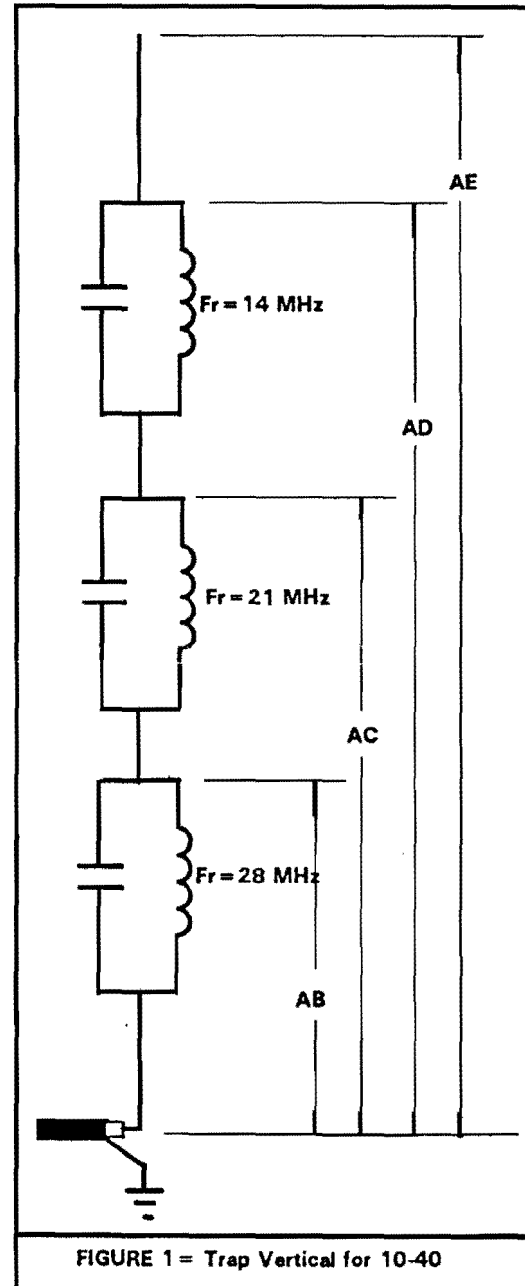 AE
Fr = 14 MHz
AD
Fr = 21 MHz
AC
Fr = 28 MHz
AB
FIGURE 1 = Trap Vertical for 10-40